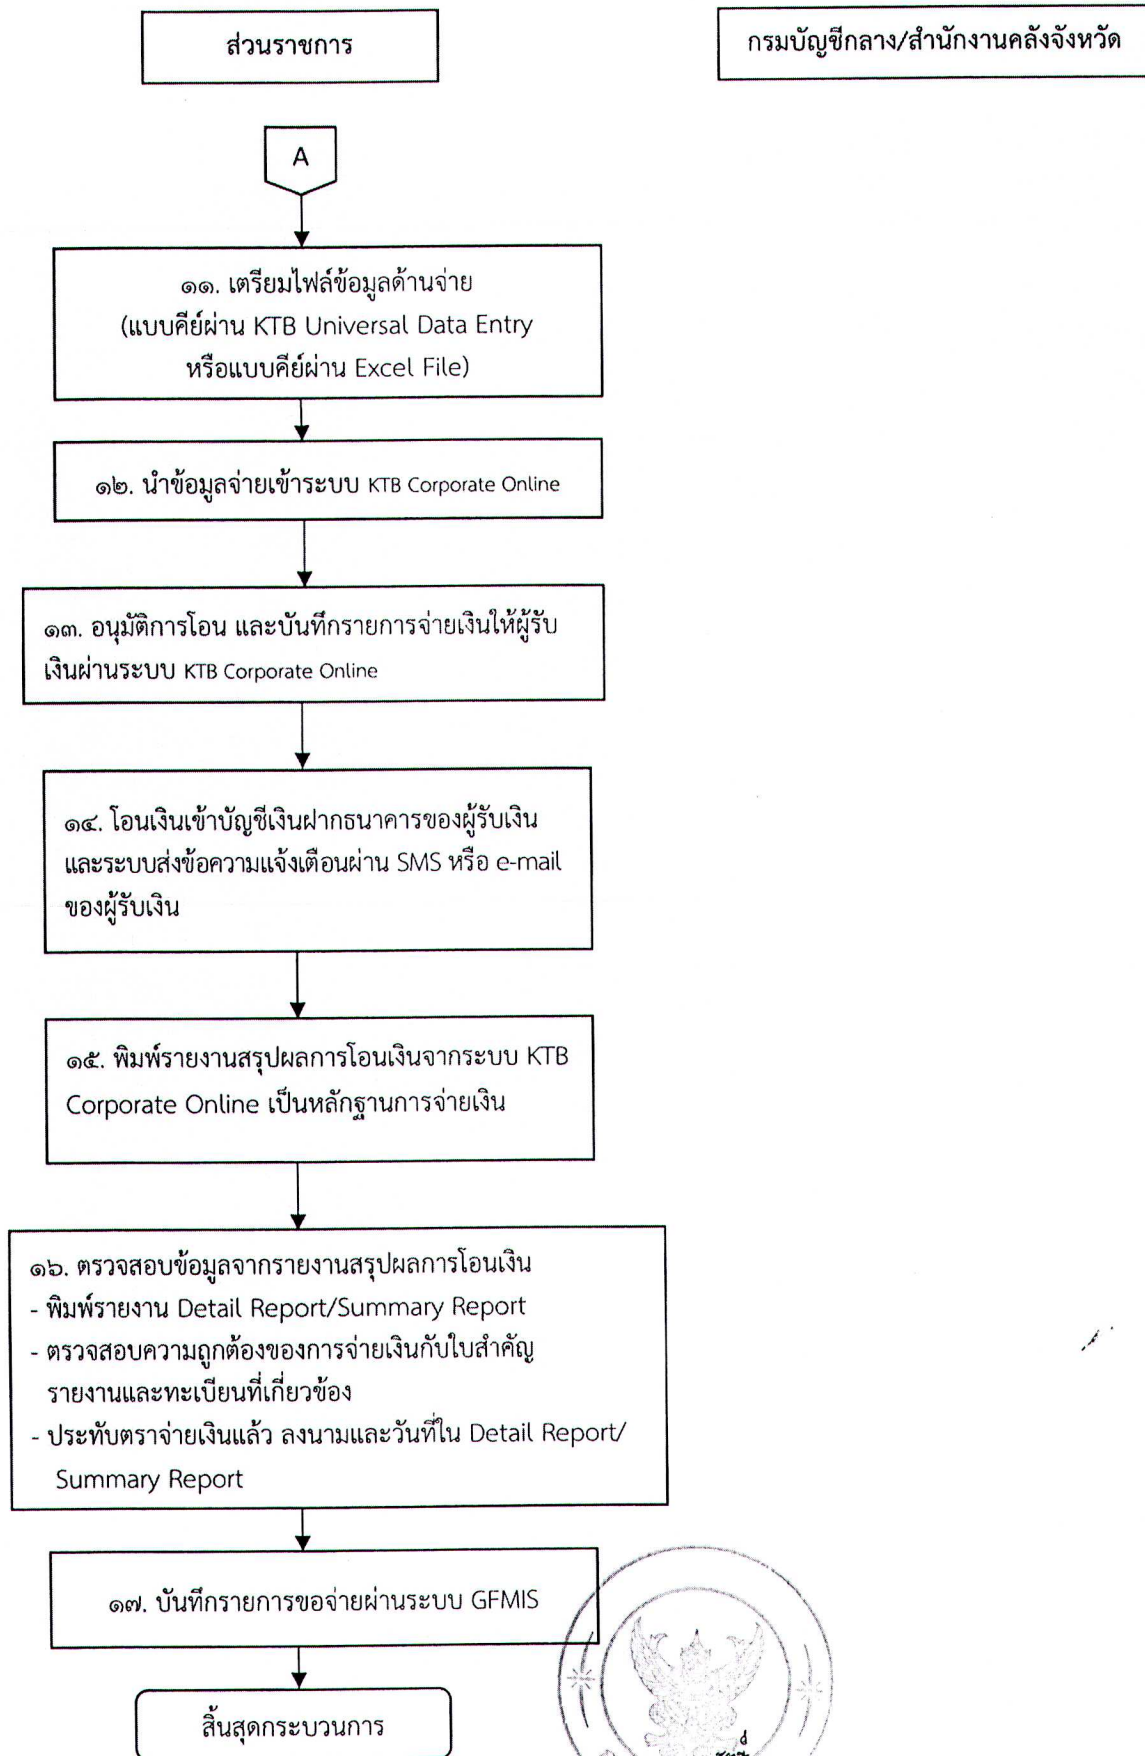 ส่วนราชการ
กรมบัญชีกลาง/สำนักงานคลังจังหวัด
A
๑๑. เตรียมไฟล์ข้อมูลด้านจ่าย
(แบบคีย์ผ่าน KTB Universal Data Entry
หรือแบบคีย์ผ่าน Excel File)
๑๒. นำข้อมูลจ่ายเข้าระบบ KTB Corporate Online
๑๓. อนุมัติการโอน และบันทึกรายการจ่ายเงินให้ผู้รับ
เงินผ่านระบบ KTB Corporate Online
๑๔. โอนเงินเข้าบัญชีเงินฝากธนาคารของผู้รับเงิน
และระบบส่งข้อความแจ้งเตือนผ่าน SMS หรือ e-mail
ของผู้รับเงิน
๑๕. พิมพ์รายงานสรุปผลการโอนเงินจากระบบ KTB
Corporate Online เป็นหลักฐานการจ่ายเงิน
๑๖. ตรวจสอบข้อมูลจากรายงานสรุปผลการโอนเงิน
- พิมพ์รายงาน Detail Report/Summary Report
- ตรวจสอบความถูกต้องของการจ่ายเงินกับใบสำคัญ
รายงานและทะเบียนที่เกี่ยวข้อง
- ประทับตราจ่ายเงินแล้ว ลงนามและวันที่ใน Detail Report/
Summary Report
๑๗. บันทึกรายการขอจ่ายผ่านระบบ GFMIS
สิ้นสุดกระบวนการ